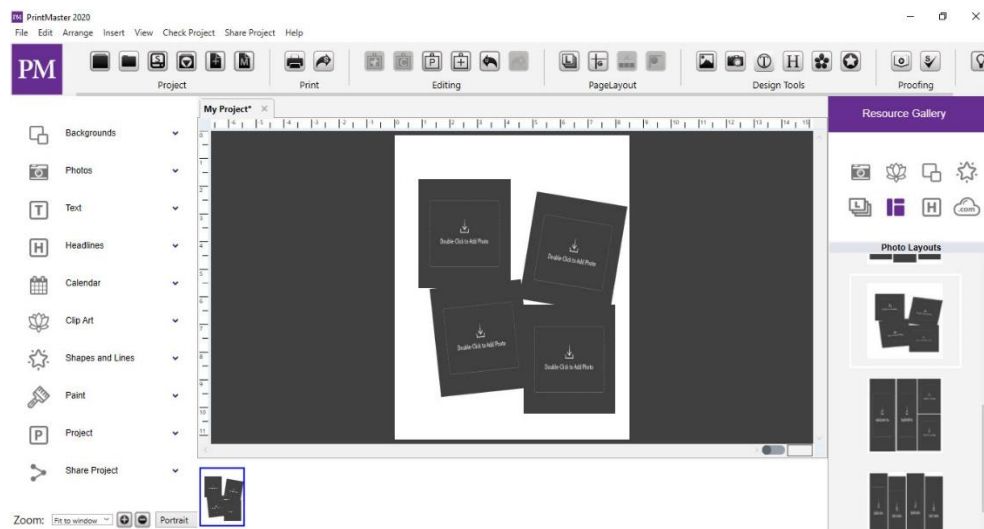 PrintMaster 2020
File Edit Arrange Insert View Check Project Share Project Help
PM
Project Print Editing PageLayout Design Tools Proofing
My Project*
Resource Gallery
Backgrounds
Photos
Text
Headlines
Calendar
Clip Art
Shapes and Lines
Paint
Project
Share Project
Double-Click to Add Photo
Double-Click to Add Photo
Double-Click to Add Photo
Double-Click to Add Photo
.com
Photo Layouts
Zoom: Fit to window Portrait